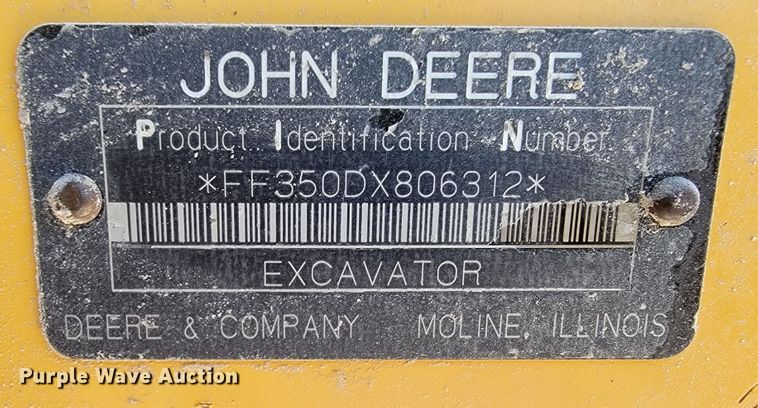 JOHN DEERE
Product Identification Number
*FF350DX806312*
EXCAVATOR
DEERE & COMPANY MOLINE, ILLINOIS
Purple Wave Auction